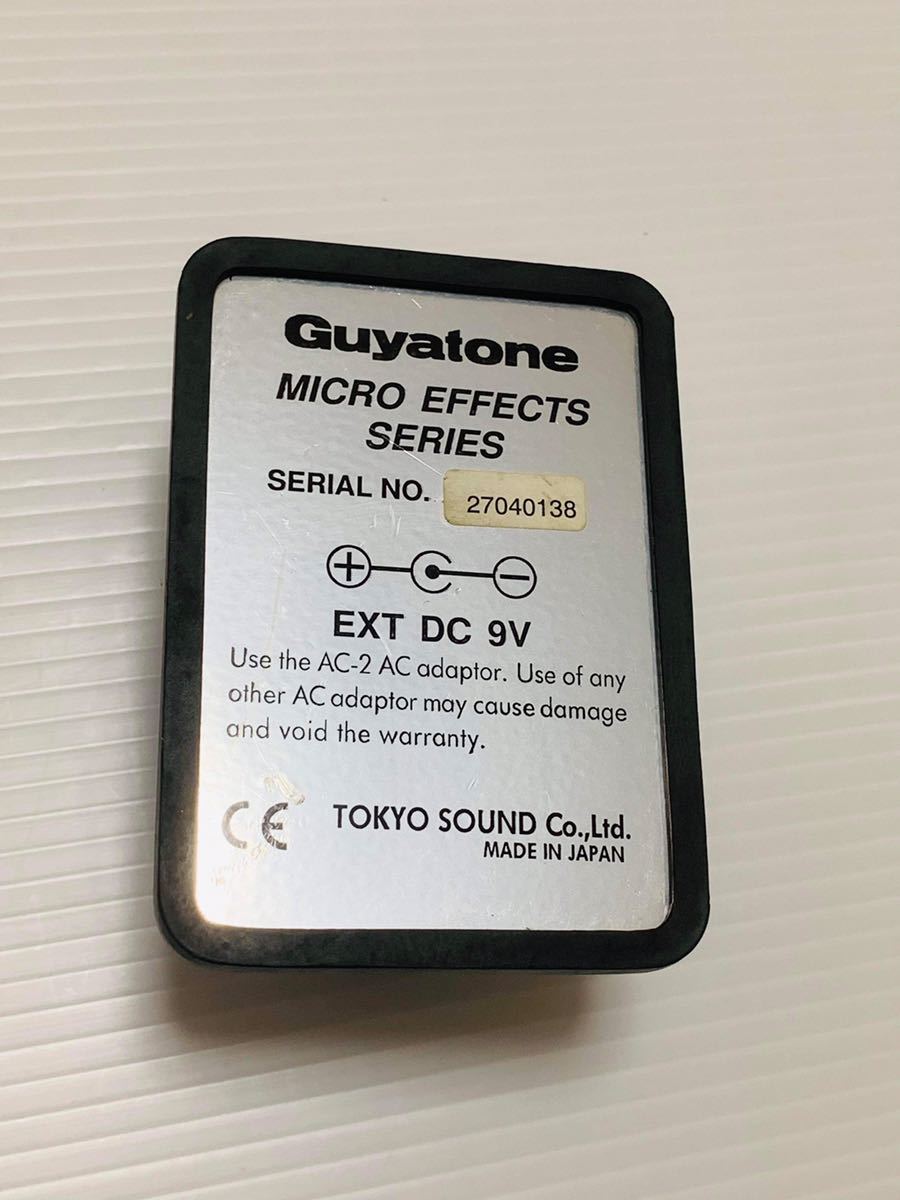 Guyatone
MICRO EFFECTS
SERIES
SERIAL NO. 27040138
EXT DC 9V
Use the AC-2 AC adaptor. Use of any
other AC adaptor may cause damage
and void the warranty.
CE TOKYO SOUND Co.,Ltd.
MADE IN JAPAN